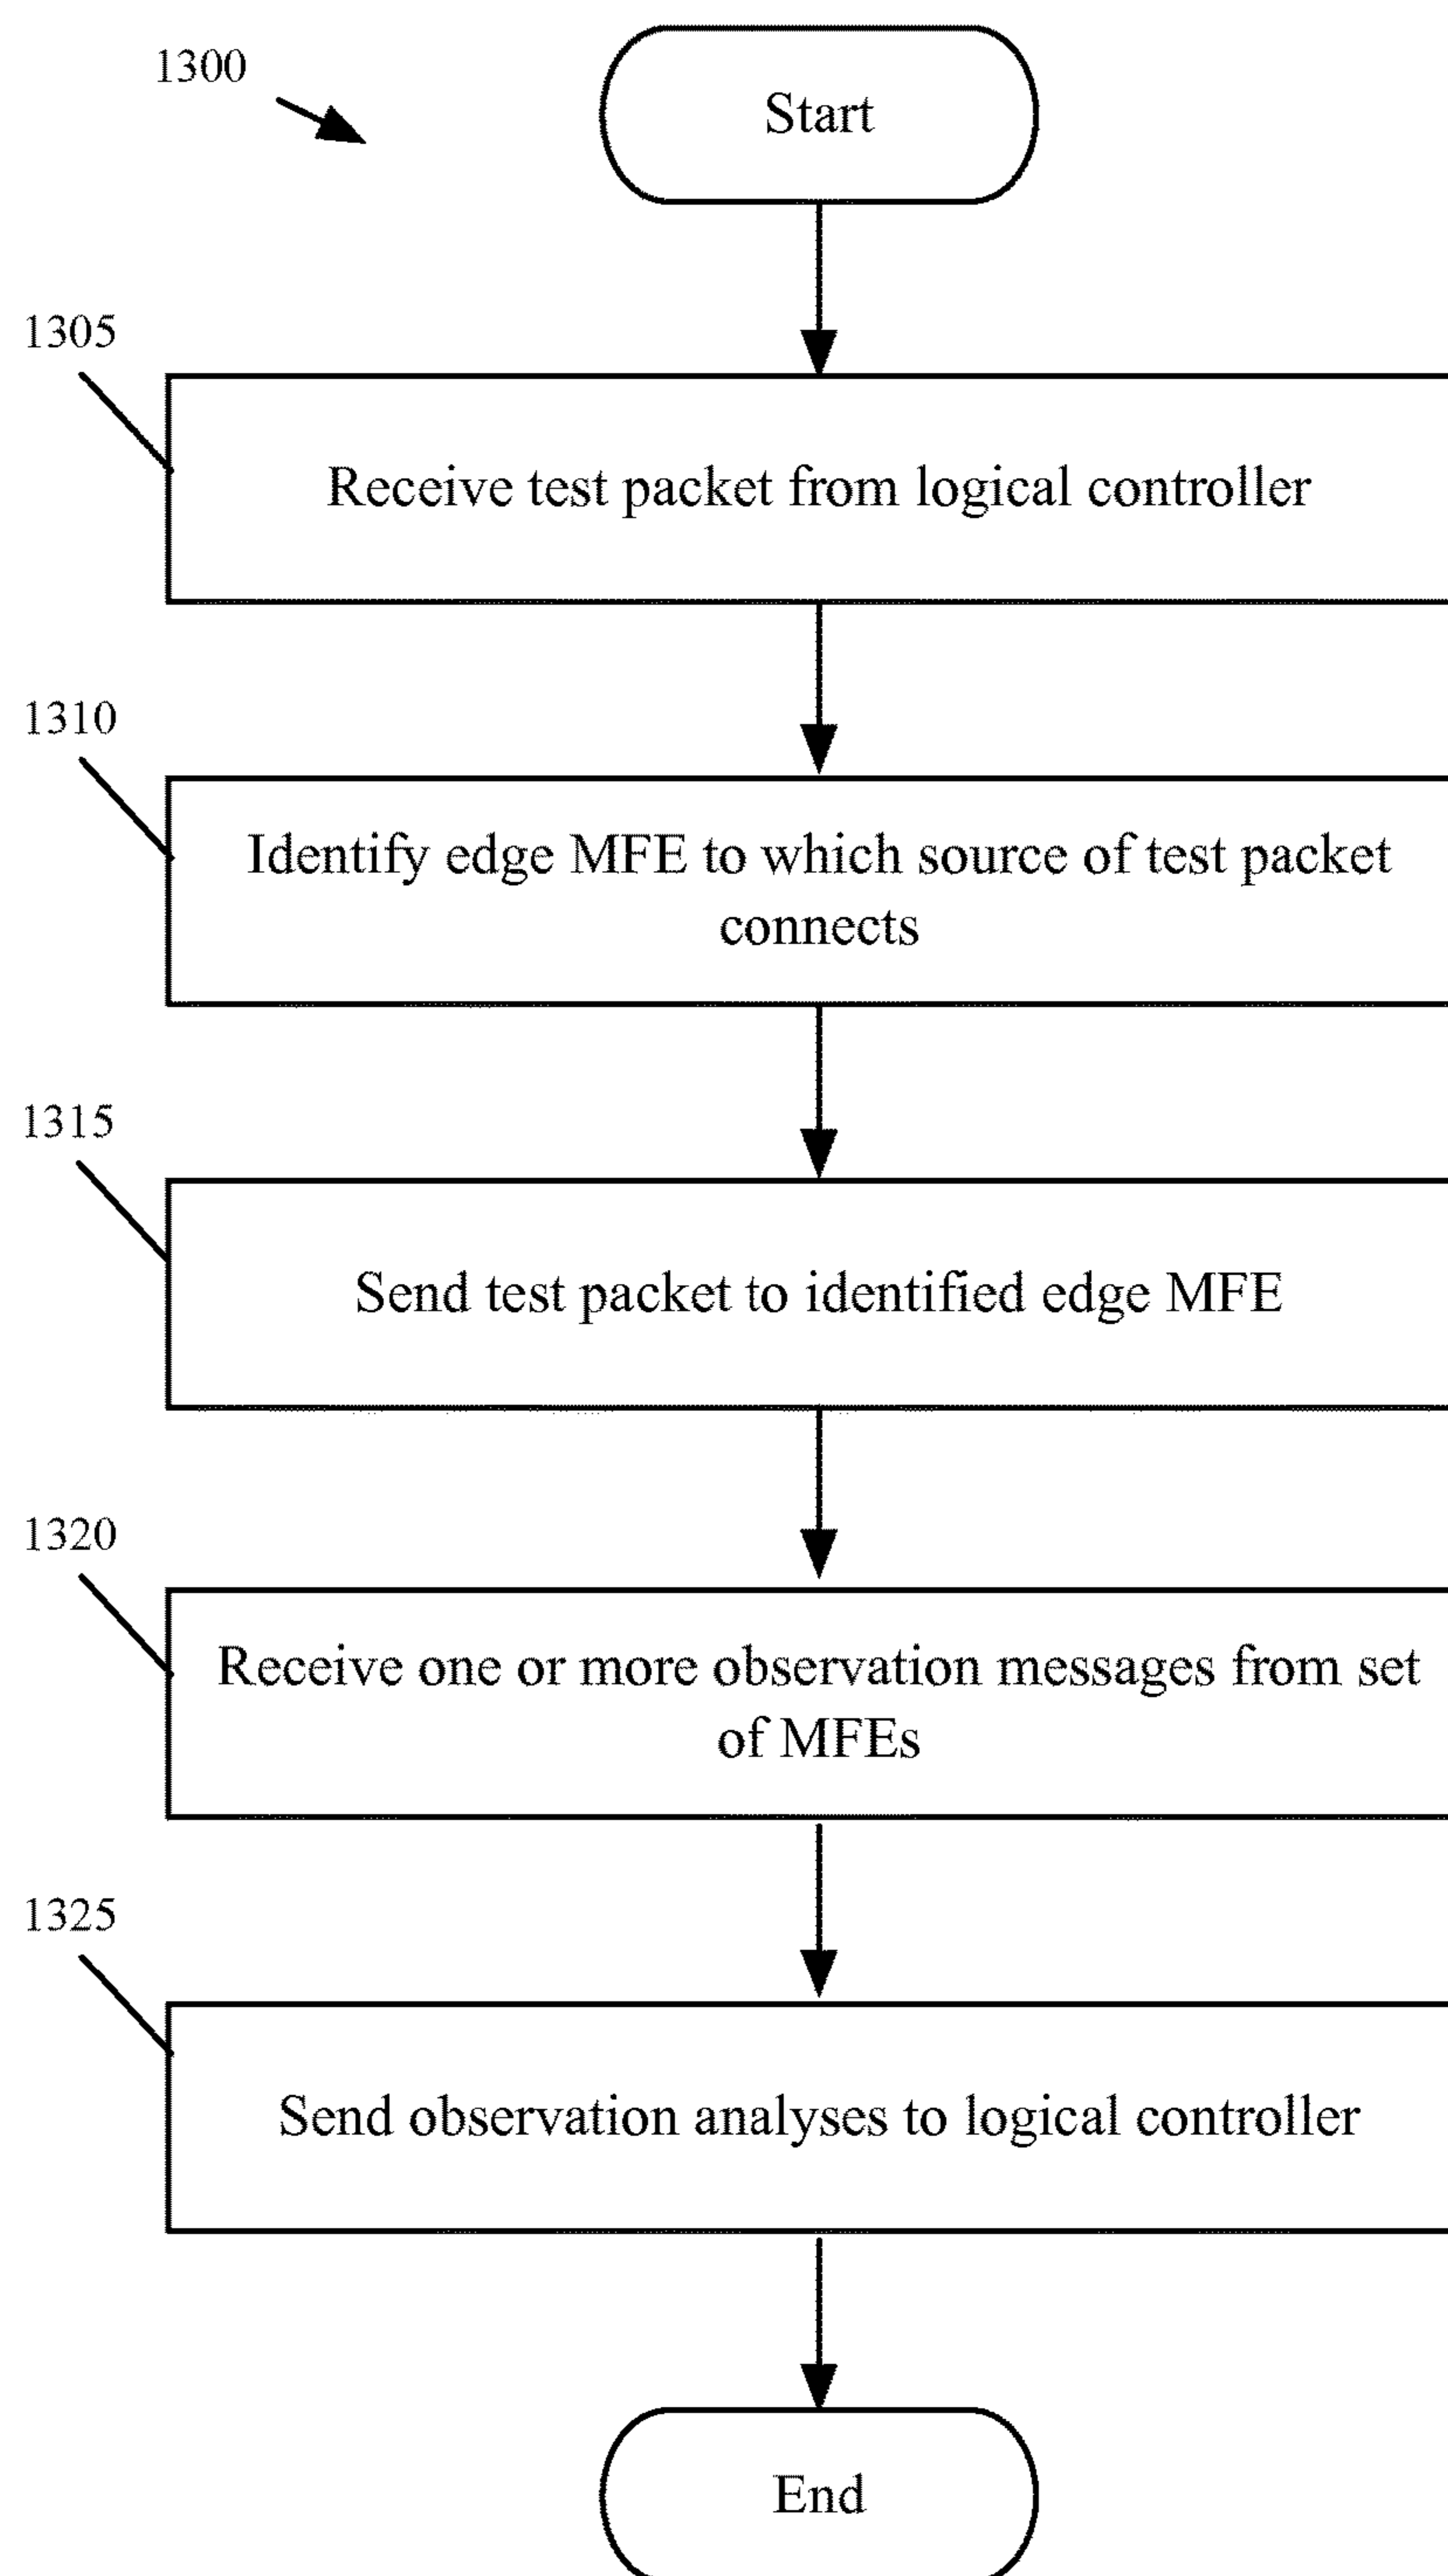 1300
Start
1305
Receive test packet from logical controller
1310
Identify edge MFE to which source of test packet
connects
1315
Send test packet to identified edge MFE
1320
Receive one or more observation messages from set
of MFEs
1325
Send observation analyses to logical controller
End